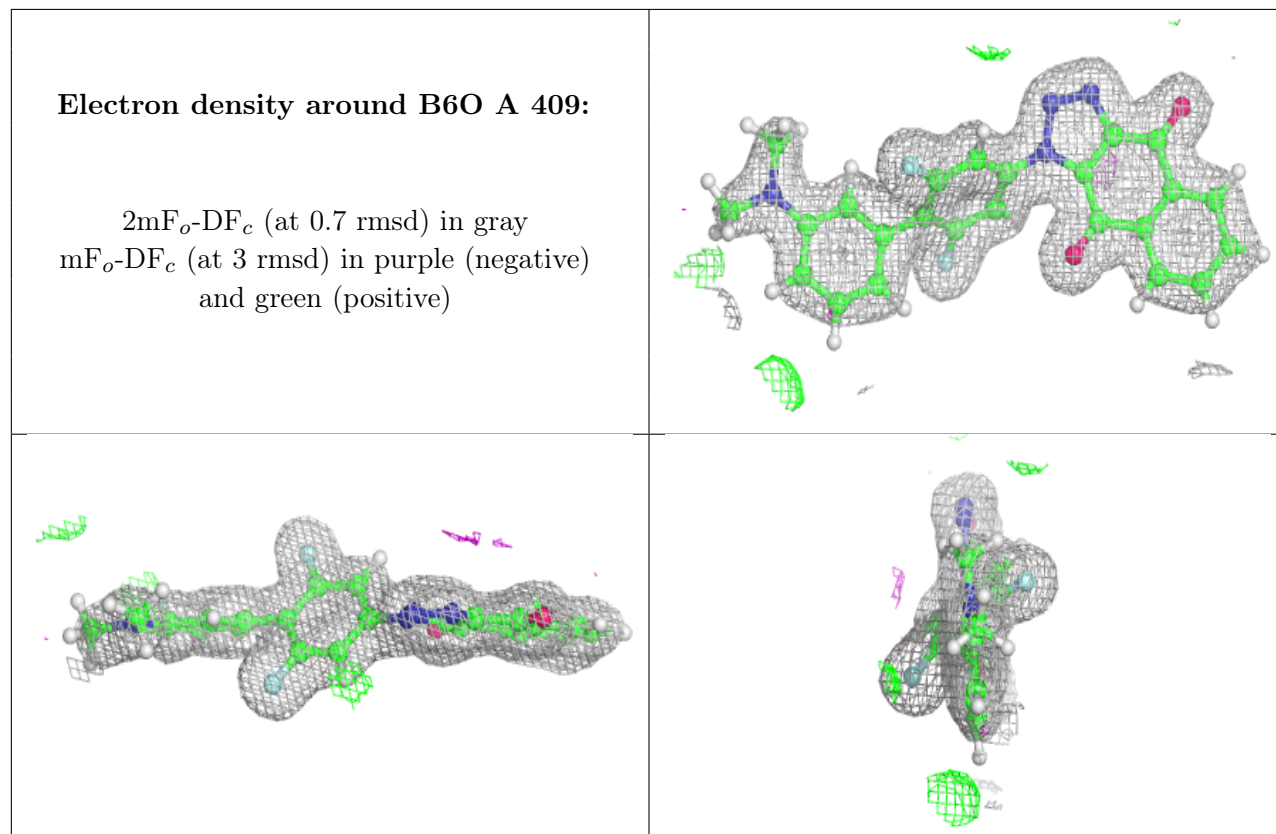 Electron density around B6O A 409:
2mFo-DFc (at 0.7 rmsd) in gray
mFo-DFc (at 3 rmsd) in purple (negative)
and green (positive)